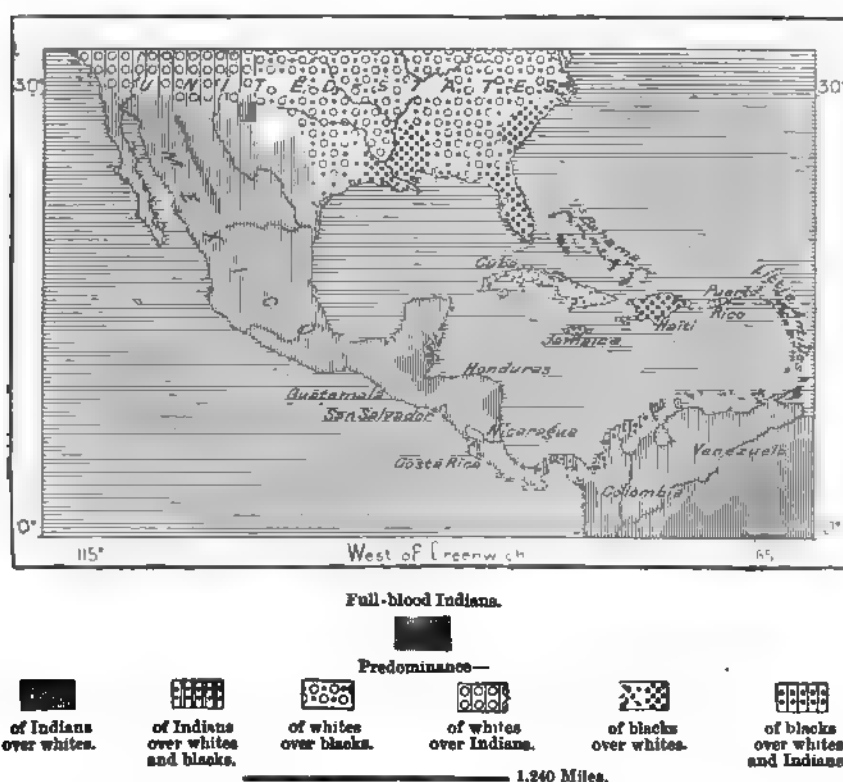 30° UNITED STATES 30°
MEXICO
Cuba
Puerto
Rico
Haiti
Jamaica
Honduras
Guatemala
San Salvador
Nicaragua
Costa Rica
Venezuela
Colombia
0°
115° West of Greenwich
Full-blood Indians.
Predominance—
of Indians over whites.
of Indians over whites and blacks.
of whites over blacks.
of whites over Indians.
of blacks over whites.
of blacks over whites and Indians
1,240 Miles.